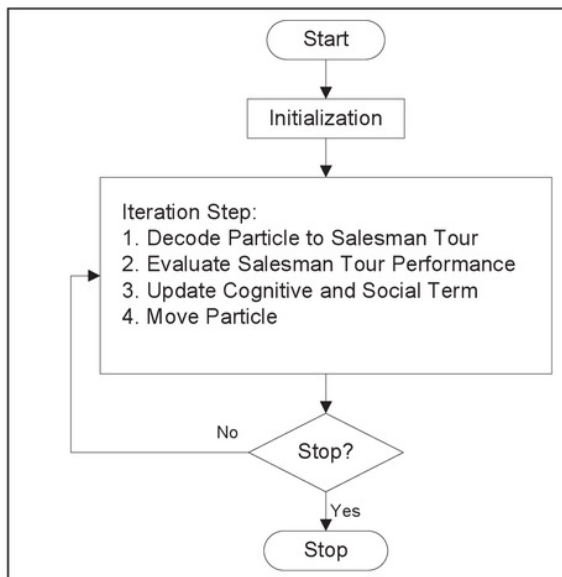 Start
Initialization
Iteration Step:
1. Decode Particle to Salesman Tour
2. Evaluate Salesman Tour Performance
3. Update Cognitive and Social Term
4. Move Particle
No
Stop?
Yes
Stop